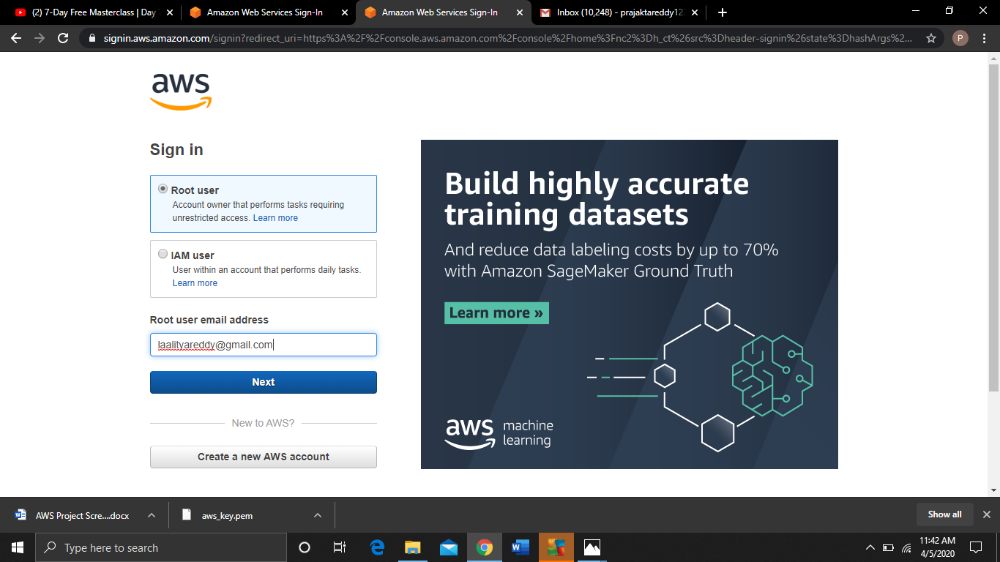 (2) 7-Day Free Masterclass | Day
Amazon Web Services Sign-In
Amazon Web Services Sign-In
Inbox (10,248) - prajaktareddy12
signin.aws.amazon.com/signin?redirect_uri=https%3A%2F%2Fconsole.aws.amazon.com%2Fconsole%2Fhome%3Fnc2%3Dh_ct%26src%3Dheader-signin%26state%3DhashArgs%2...
P
aws
Sign in
Root user
Account owner that performs tasks requiring
unrestricted access. Learn more
IAM user
User within an account that performs daily tasks.
Learn more
Root user email address
laalityareddy@gmail.com
Next
New to AWS?
Create a new AWS account
Build highly accurate
training datasets
And reduce data labeling costs by up to 70%
with Amazon SageMaker Ground Truth
Learn more »
aws machine
learning
AWS Project Scre....docx
aws_key.pem
Show all
Type here to search
11:42 AM
4/5/2020